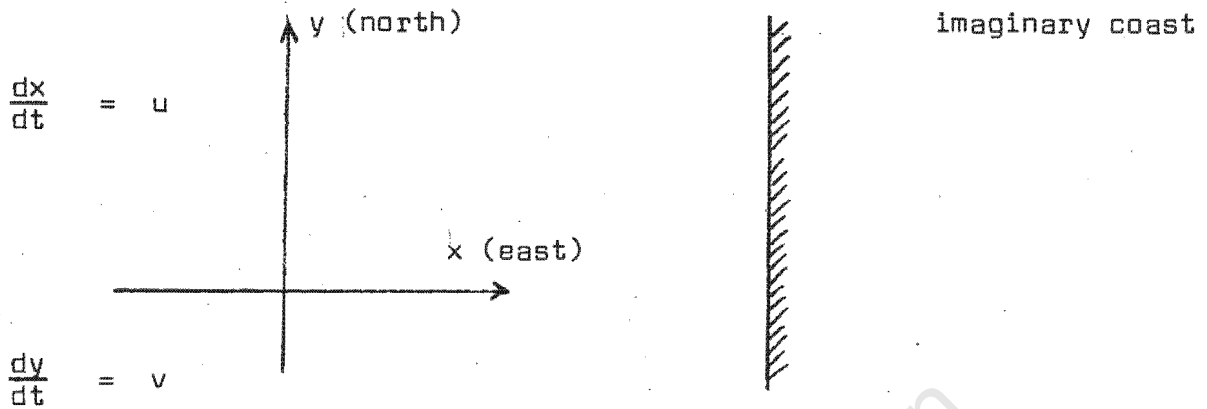 y (north)
imaginary coast
dx/dt = u
x (east)
dy/dt = v